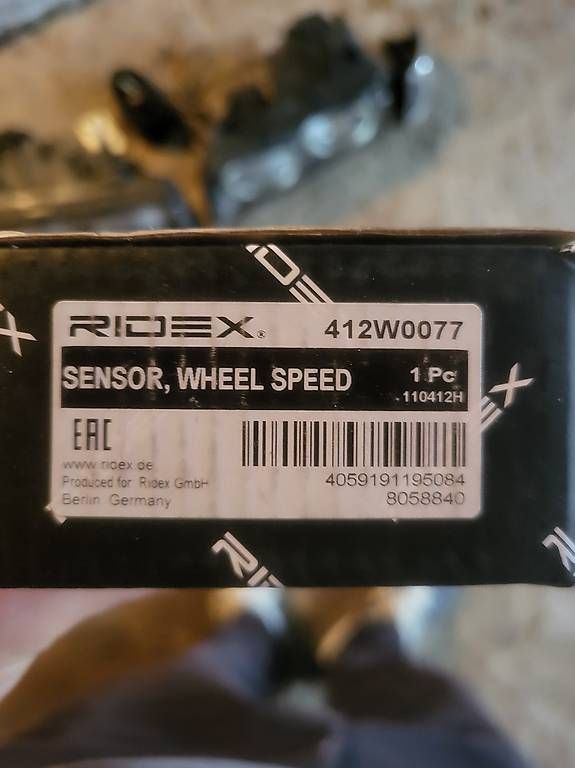 RIDEX® 412W0077
SENSOR, WHEEL SPEED 1 Pc
110412H
EAC
www.ridex.de
Produced for Ridex GmbH
Berlin Germany
4059191195084
8058840